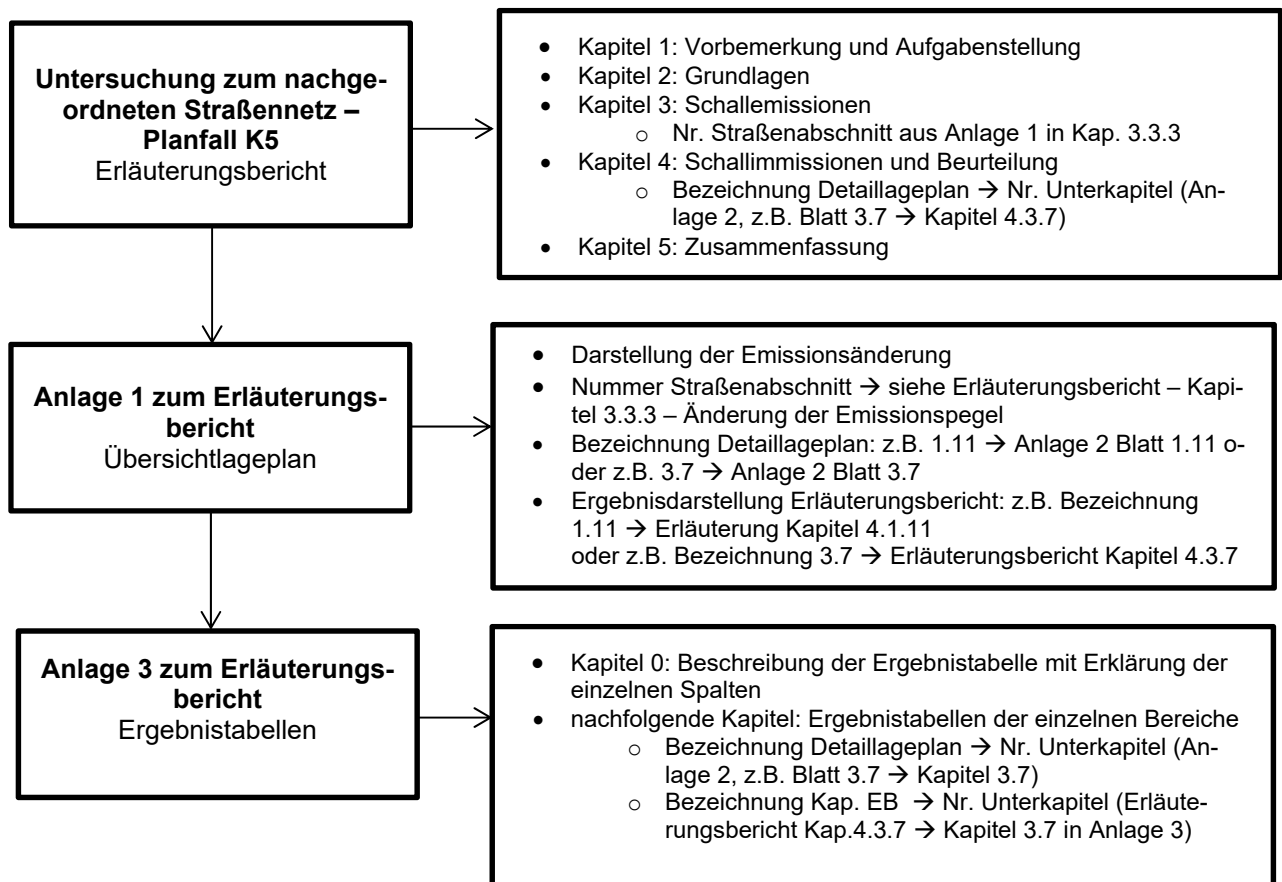 Untersuchung zum nachge-
ordneten Straßennetz –
Planfall K5
Erläuterungsbericht
• Kapitel 1: Vorbemerkung und Aufgabenstellung
• Kapitel 2: Grundlagen
• Kapitel 3: Schallemissionen
o Nr. Straßenabschnitt aus Anlage 1 in Kap. 3.3.3
• Kapitel 4: Schallimmissionen und Beurteilung
o Bezeichnung Detaillageplan → Nr. Unterkapitel (An-
lage 2, z.B. Blatt 3.7 → Kapitel 4.3.7)
• Kapitel 5: Zusammenfassung
Anlage 1 zum Erläuterungs-
bericht
Übersichtlageplan
• Darstellung der Emissionsänderung
• Nummer Straßenabschnitt → siehe Erläuterungsbericht – Kapi-
tel 3.3.3 – Änderung der Emissionspegel
• Bezeichnung Detaillageplan: z.B. 1.11 → Anlage 2 Blatt 1.11 o-
der z.B. 3.7 → Anlage 2 Blatt 3.7
• Ergebnisdarstellung Erläuterungsbericht: z.B. Bezeichnung
1.11 → Erläuterung Kapitel 4.1.11
oder z.B. Bezeichnung 3.7 → Erläuterungsbericht Kapitel 4.3.7
Anlage 3 zum Erläuterungs-
bericht
Ergebnistabellen
• Kapitel 0: Beschreibung der Ergebnistabelle mit Erklärung der
einzelnen Spalten
• nachfolgende Kapitel: Ergebnistabellen der einzelnen Bereiche
o Bezeichnung Detaillageplan → Nr. Unterkapitel (An-
lage 2, z.B. Blatt 3.7 → Kapitel 3.7)
o Bezeichnung Kap. EB → Nr. Unterkapitel (Erläute-
rungsbericht Kap.4.3.7 → Kapitel 3.7 in Anlage 3)